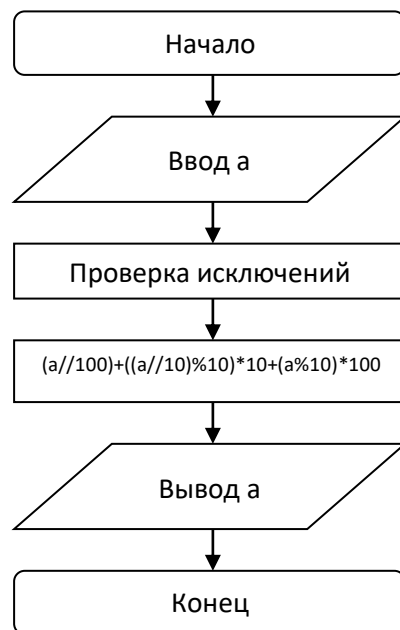 Начало
Ввод a
Проверка исключений
(a//100)+((a//10)%10)*10+(a%10)*100
Вывод a
Конец